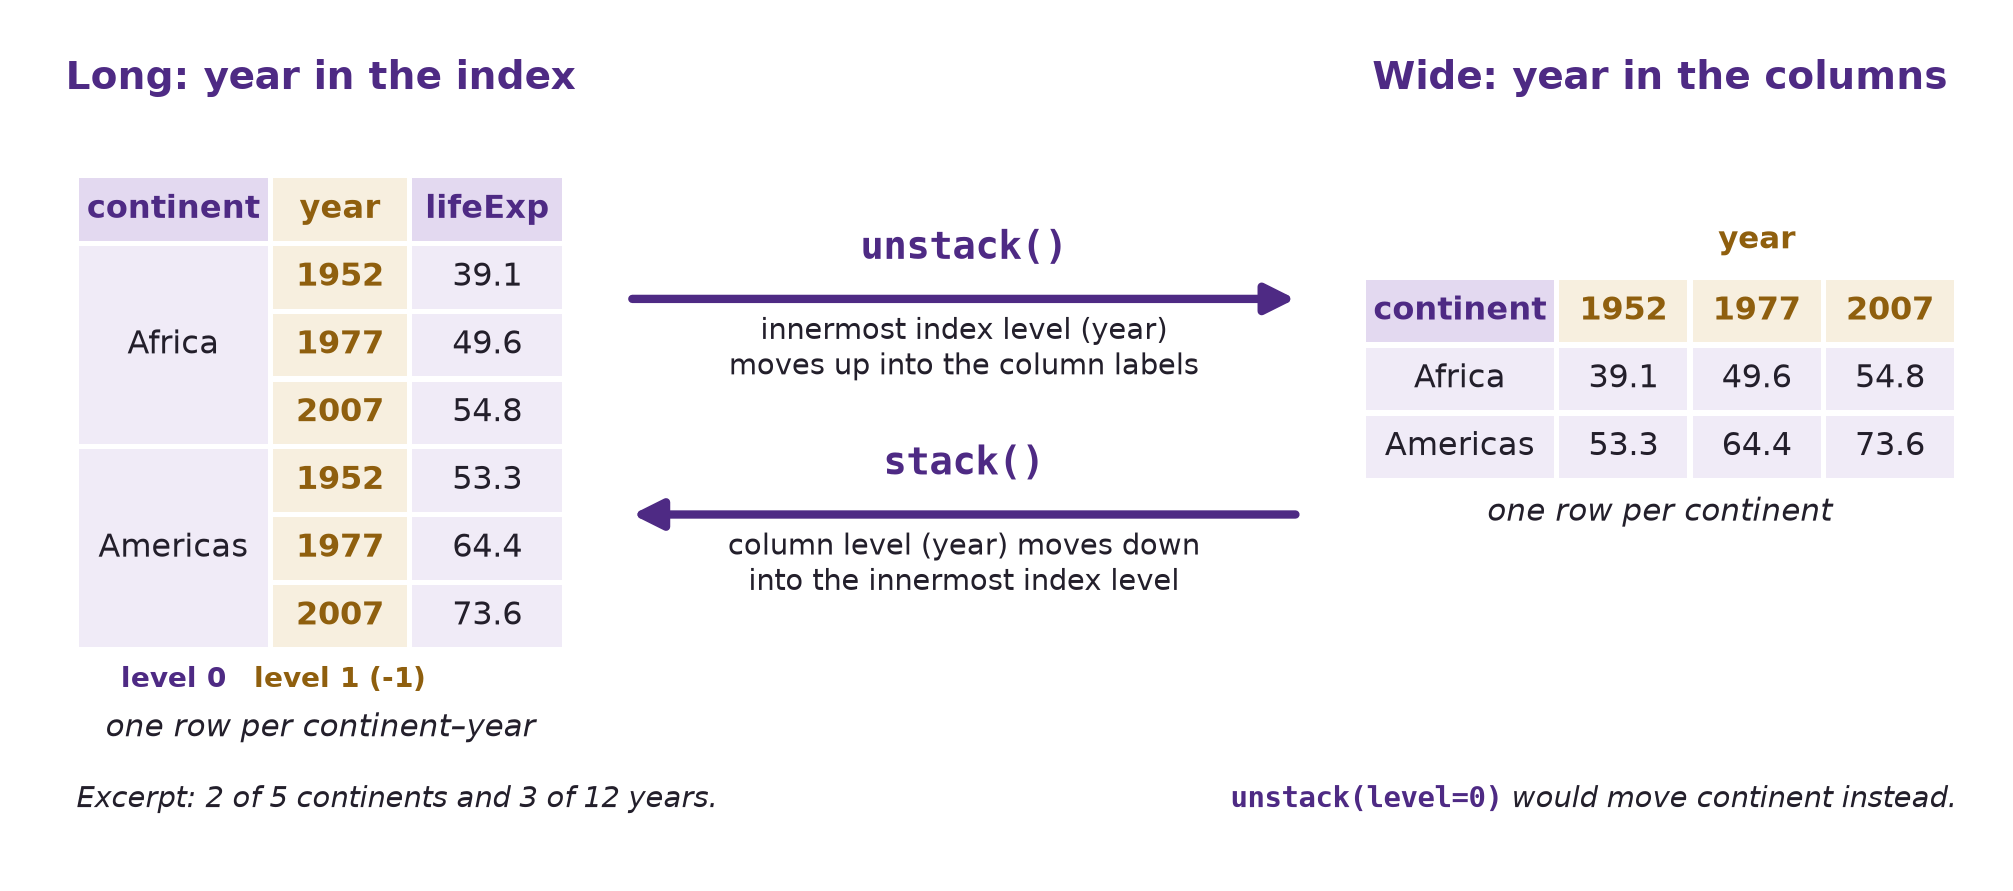 Long: year in the index
Wide: year in the columns
continent year lifeExp
Africa
1952 39.1
1977 49.6
2007 54.8
Americas
1952 53.3
1977 64.4
2007 73.6
level 0 level 1 (-1)
one row per continent–year
unstack()
innermost index level (year)
moves up into the column labels
stack()
column level (year) moves down
into the innermost index level
year
continent 1952 1977 2007
Africa 39.1 49.6 54.8
Americas 53.3 64.4 73.6
one row per continent
Excerpt: 2 of 5 continents and 3 of 12 years.
unstack(level=0) would move continent instead.